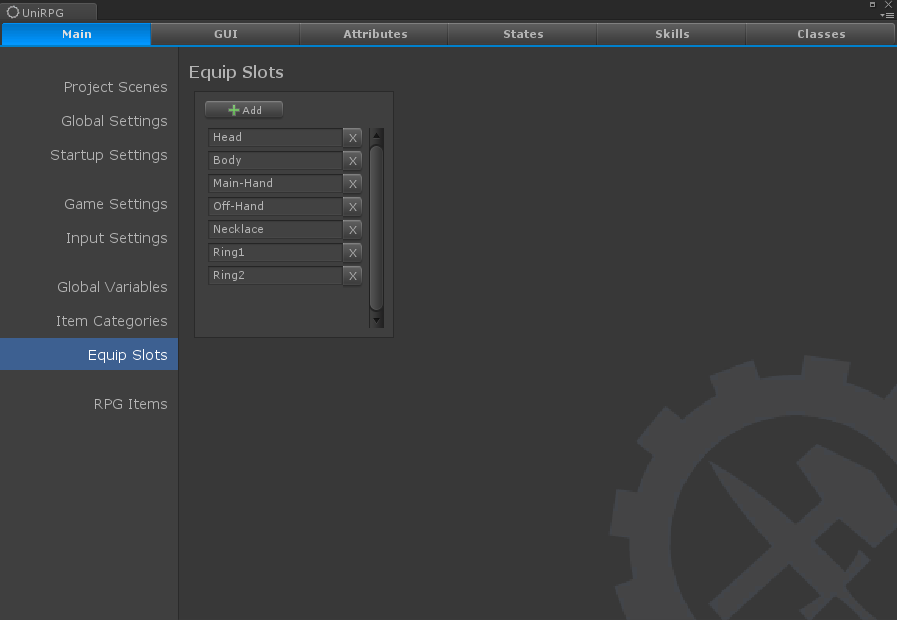 UniRPG
Main GUI Attributes States Skills Classes
Project Scenes
Global Settings
Startup Settings
Game Settings
Input Settings
Global Variables
Item Categories
Equip Slots
RPG Items
Equip Slots
Add
Head X
Body X
Main-Hand X
Off-Hand X
Necklace X
Ring1 X
Ring2 X